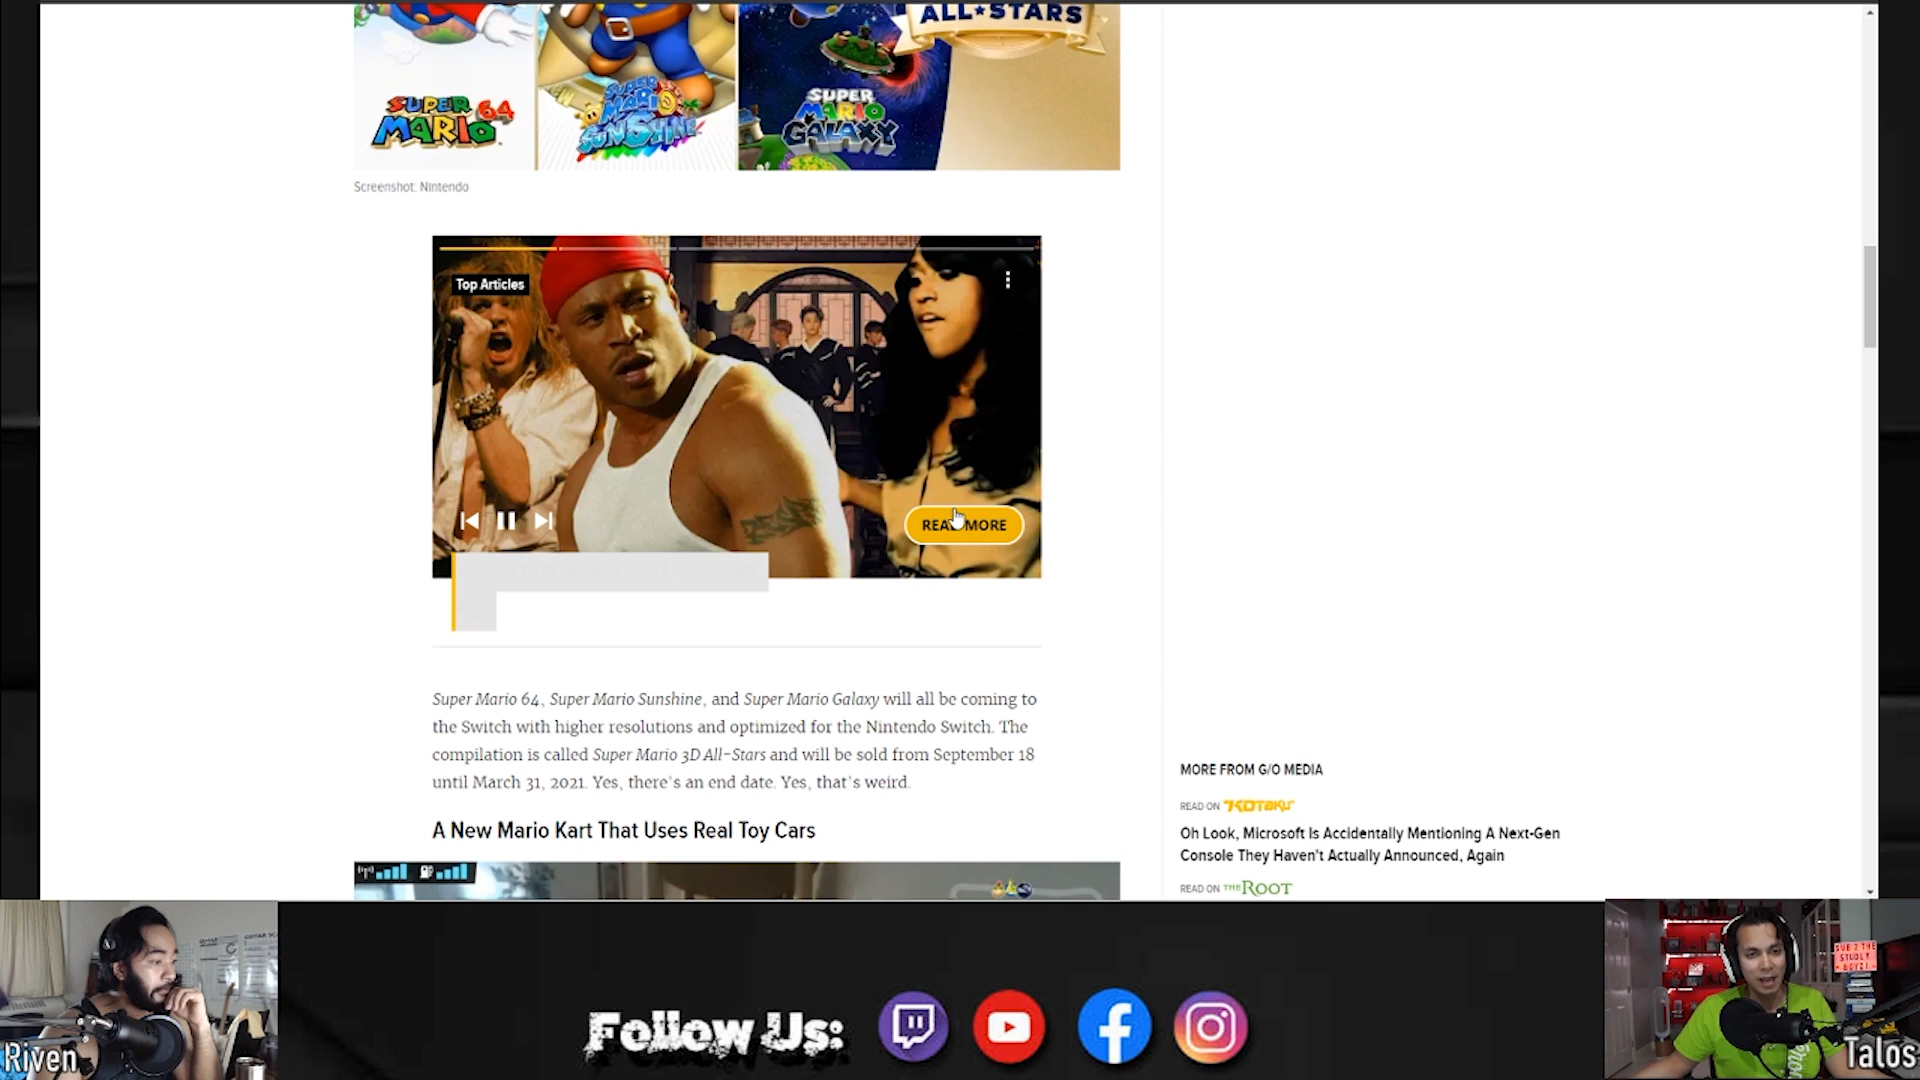 ALL★STARS
SUPER MARIO 64
SUPER MARIO SUNSHINE
SUPER MARIO GALAXY
Screenshot: Nintendo
Top Articles
READ MORE
Super Mario 64, Super Mario Sunshine, and Super Mario Galaxy will all be coming to
the Switch with higher resolutions and optimized for the Nintendo Switch. The
compilation is called Super Mario 3D All-Stars and will be sold from September 18
until March 31, 2021. Yes, there's an end date. Yes, that's weird.
A New Mario Kart That Uses Real Toy Cars
MORE FROM G/O MEDIA
READ ON KOTAKU
Oh Look, Microsoft Is Accidentally Mentioning A Next-Gen
Console They Haven't Actually Announced, Again
READ ON THE ROOT
Riven
Follow Us:
SUB 2 THE
STUDLY
BOYZ!
Talos